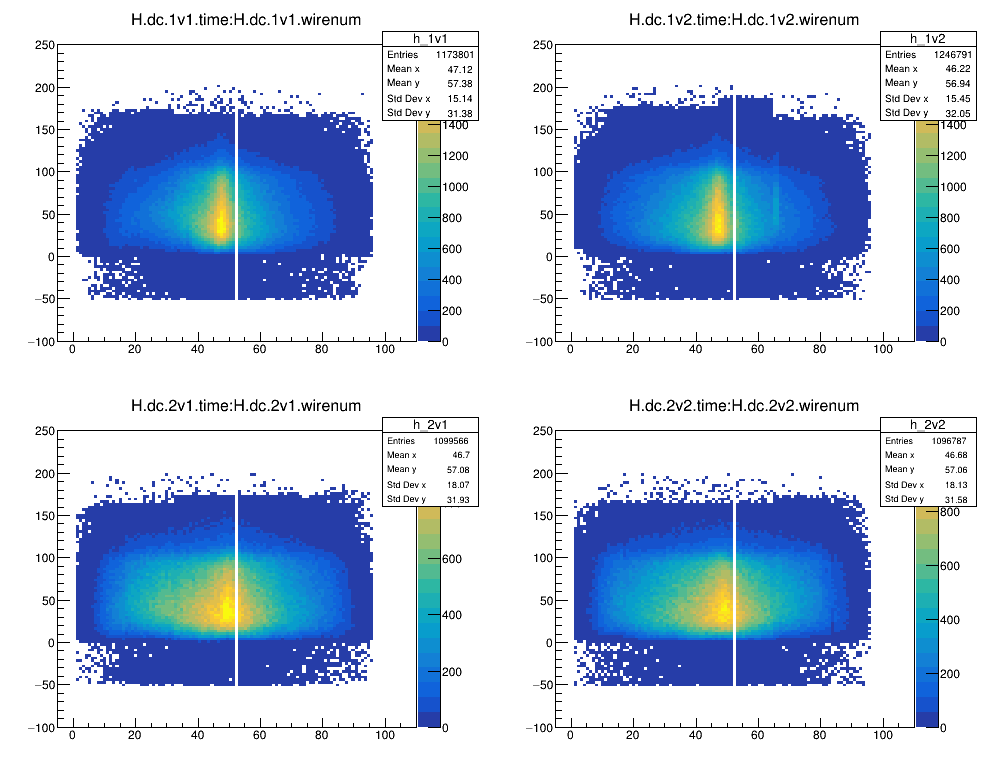 H.dc.1v1.time:H.dc.1v1.wirenum
h_1v1
Entries 1173801
Mean x 47.12
Mean y 57.38
Std Dev x 15.14
Std Dev y 31.38
250
200
150
100
50
0
−50
−100
0 20 40 60 80 100
1400
1200
1000
800
600
400
200
0
H.dc.1v2.time:H.dc.1v2.wirenum
h_1v2
Entries 1246791
Mean x 46.22
Mean y 56.94
Std Dev x 15.45
Std Dev y 32.05
250
200
150
100
50
0
−50
−100
0 20 40 60 80 100
1400
1200
1000
800
600
400
200
0
H.dc.2v1.time:H.dc.2v1.wirenum
h_2v1
Entries 1099566
Mean x 46.7
Mean y 57.08
Std Dev x 18.07
Std Dev y 31.93
250
200
150
100
50
0
−50
−100
0 20 40 60 80 100
600
400
200
0
H.dc.2v2.time:H.dc.2v2.wirenum
h_2v2
Entries 1096787
Mean x 46.68
Mean y 57.06
Std Dev x 18.13
Std Dev y 31.58
250
200
150
100
50
0
−50
−100
0 20 40 60 80 100
800
600
400
200
0